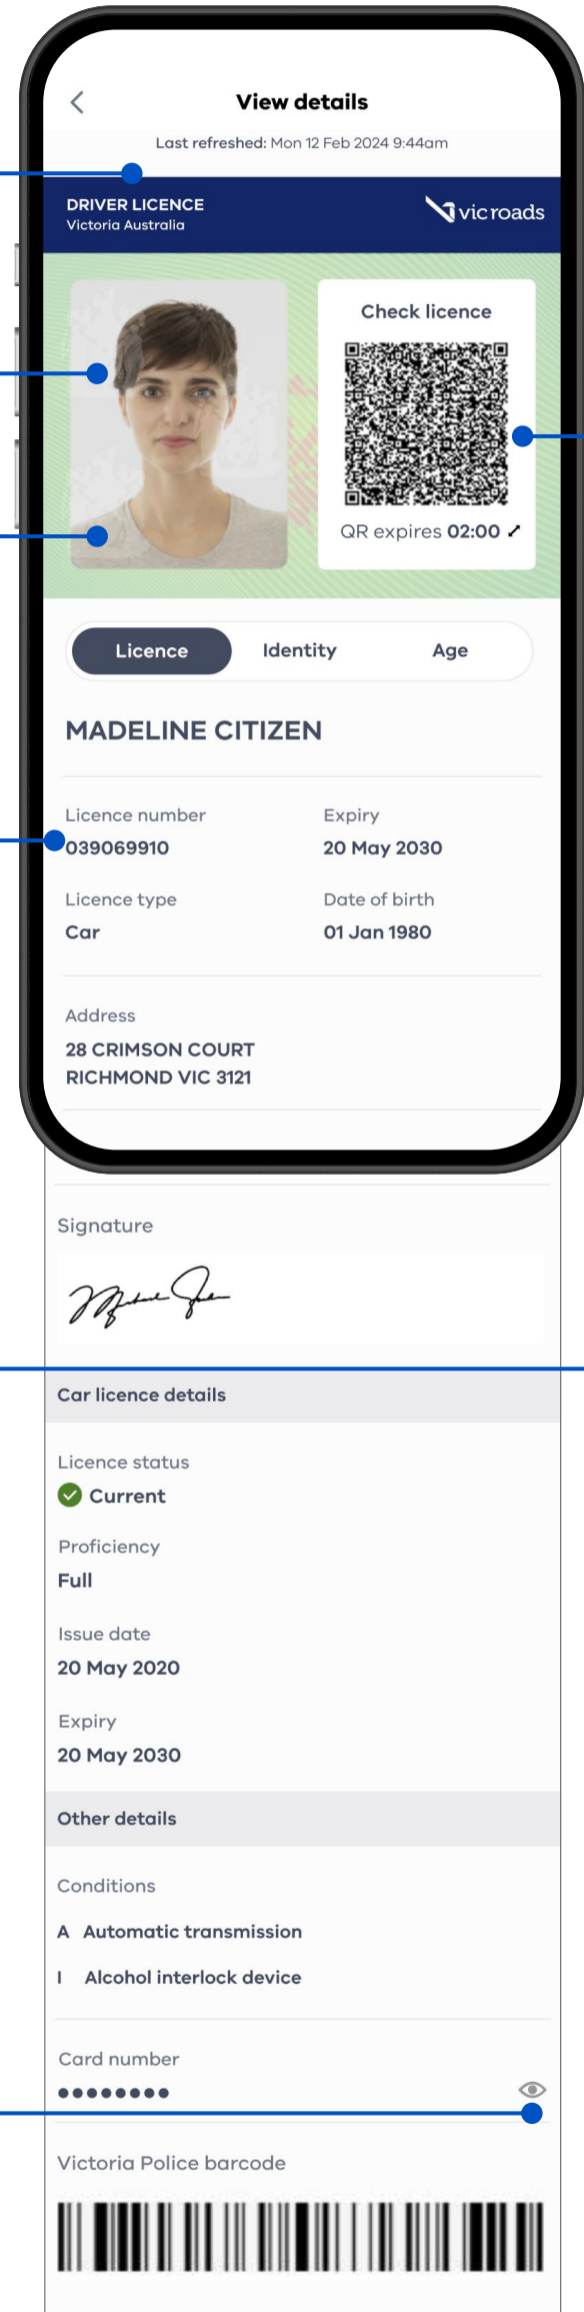 View details
Last refreshed: Mon 12 Feb 2024 9:44am
DRIVER LICENCE
Victoria Australia
vic roads
Check licence
QR expires 02:00
Licence Identity Age
MADELINE CITIZEN
Licence number Expiry
039069910 20 May 2030
Licence type Date of birth
Car 01 Jan 1980
Address
28 CRIMSON COURT
RICHMOND VIC 3121
Signature
Car licence details
Licence status
Current
Proficiency
Full
Issue date
20 May 2020
Expiry
20 May 2030
Other details
Conditions
A Automatic transmission
I Alcohol interlock device
Card number
••••••••
Victoria Police barcode